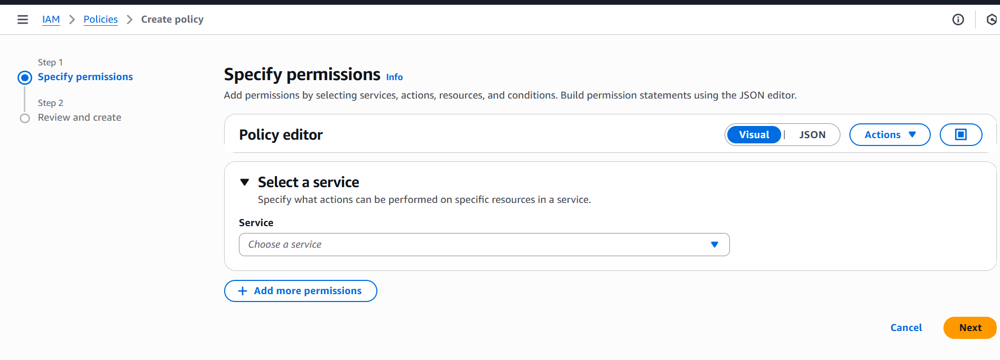 IAM > Policies > Create policy
Step 1
Specify permissions
Step 2
Review and create
Specify permissions Info
Add permissions by selecting services, actions, resources, and conditions. Build permission statements using the JSON editor.
Policy editor
Visual | JSON
Actions
Select a service
Specify what actions can be performed on specific resources in a service.
Service
Choose a service
+ Add more permissions
Cancel
Next